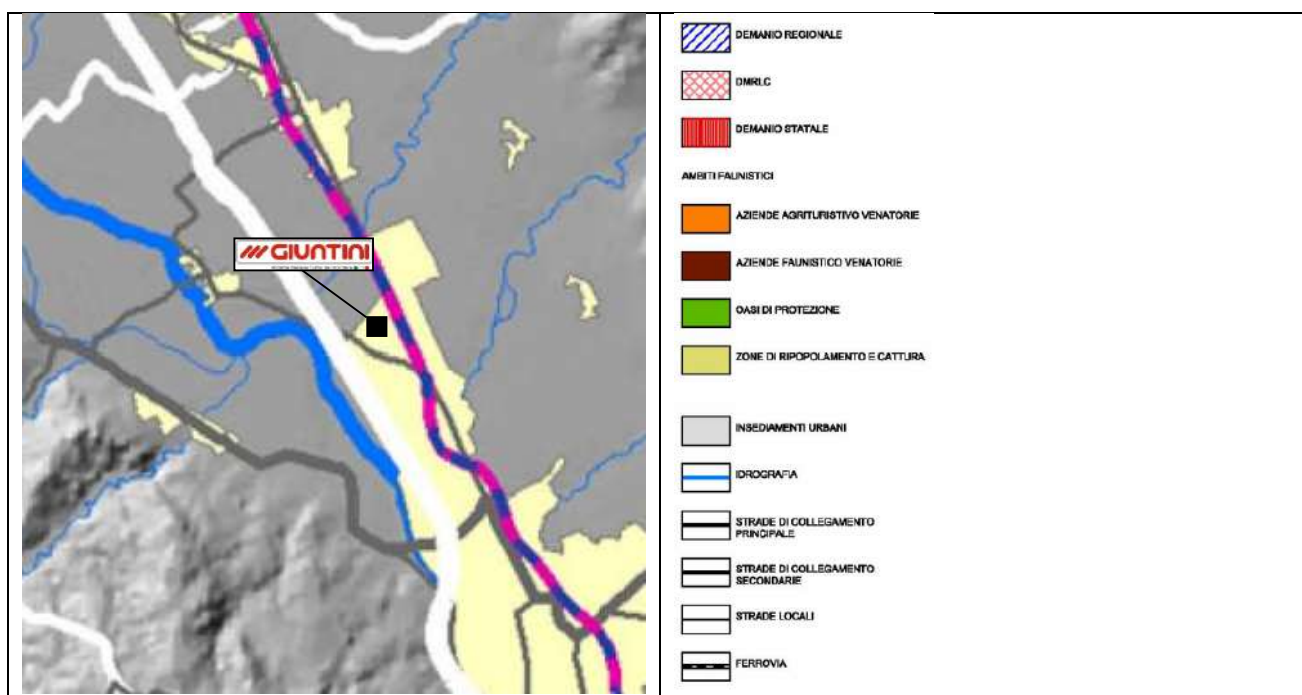 GIUNTINI
DEMANIO REGIONALE
DMRLC
DEMANIO STATALE
AMBITI FAUNISTICI
AZIENDE AGRITURISTIVO VENATORIE
AZIENDE FAUNISTICO VENATORIE
OASI DI PROTEZIONE
ZONE DI RIPOPOLAMENTO E CATTURA
INSEDIAMENTI URBANI
IDROGRAFIA
STRADE DI COLLEGAMENTO
PRINCIPALE
STRADE DI COLLEGAMENTO
SECONDARIE
STRADE LOCALI
FERROVIA